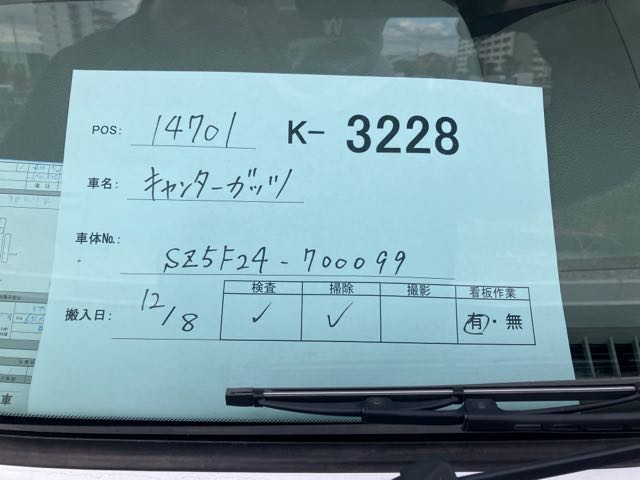 POS: 14701 K- 3228
車名: キャンターガッツ
車体№: SZ5F24-700099
検査 掃除 撮影 看板作業
搬入日: 12/8 ✓ ✓ 有・無